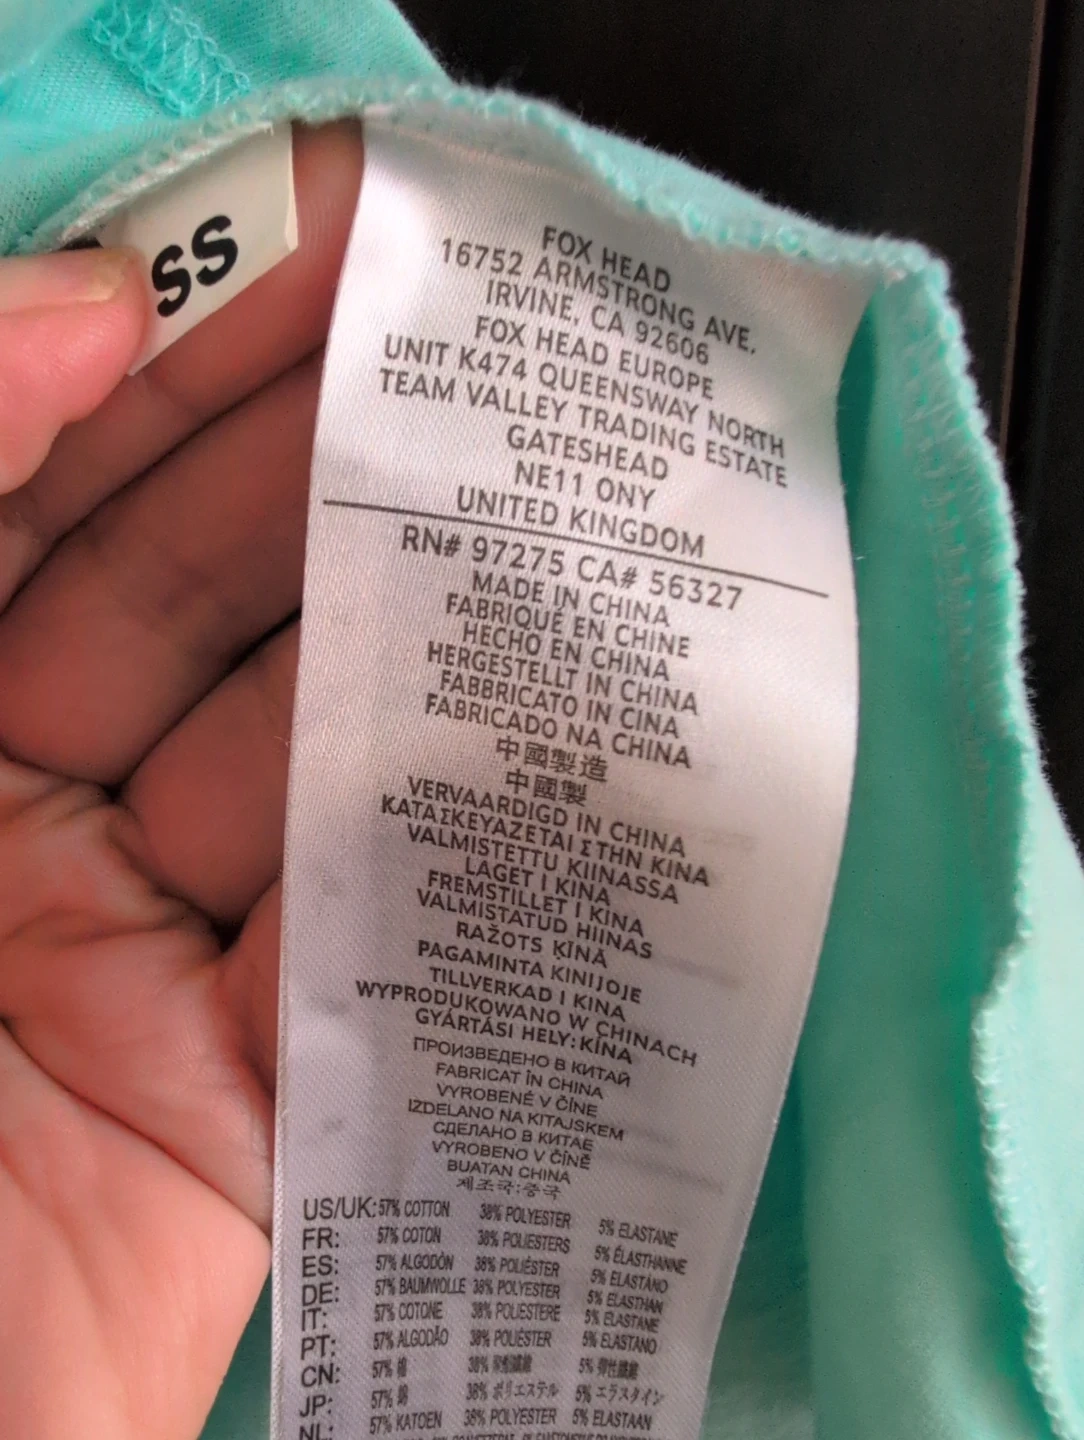 SS
FOX HEAD
16752 ARMSTRONG AVE.
IRVINE, CA 92606
FOX HEAD EUROPE
UNIT K474 QUEENSWAY NORTH
TEAM VALLEY TRADING ESTATE
GATESHEAD
NE11 ONY
UNITED KINGDOM
RN# 97275 CA# 56327
MADE IN CHINA
FABRIQUÉ EN CHINE
HECHO EN CHINA
HERGESTELLT IN CHINA
FABBRICATO IN CINA
FABRICADO NA CHINA
中國製造
中國製
VERVAARDIGD IN CHINA
ΚΑΤΑΣΚΕΥΑΖΕΤΑΙ ΣΤΗΝ ΚΙΝΑ
VALMISTETTU KIINASSA
LAGET I KINA
FREMSTILLET I KINA
VALMISTATUD HIINAS
RAŽOTS ĶĪNĀ
PAGAMINTA KINIJOJE
TILLVERKAD I KINA
WYPRODUKOWANO W CHINACH
GYÁRTÁSI HELY: KÍNA
ПРОИЗВЕДЕНО В КИТАЙ
FABRICAT ÎN CHINA
VYROBENÉ V ČÍNE
IZDELANO NA KITAJSKEM
СДЕЛАНО В КИТАЕ
VYROBENO V ČÍNĚ
BUATAN CHINA
제조국:중국
US/UK: 57% COTTON 38% POLYESTER 5% ELASTANE
FR: 57% COTON 38% POLIESTERS 5% ÉLASTHANNE
ES: 57% ALGODÓN 38% POLIÉSTER 5% ELASTANO
DE: 57% BAUMWOLLE 38% POLYESTER 5% ELASTHAN
IT: 57% COTONE 38% POLIESTERE 5% ELASTANE
PT: 57% ALGODÃO 38% POLIÉSTER 5% ELASTANO
CN: 57% 棉 38% 5% 弹性纖維
JP: 57% 綿 38% ポリエステル 5% エラスタイン
NL: 57% KATOEN 38% POLYESTER 5% ELASTAAN